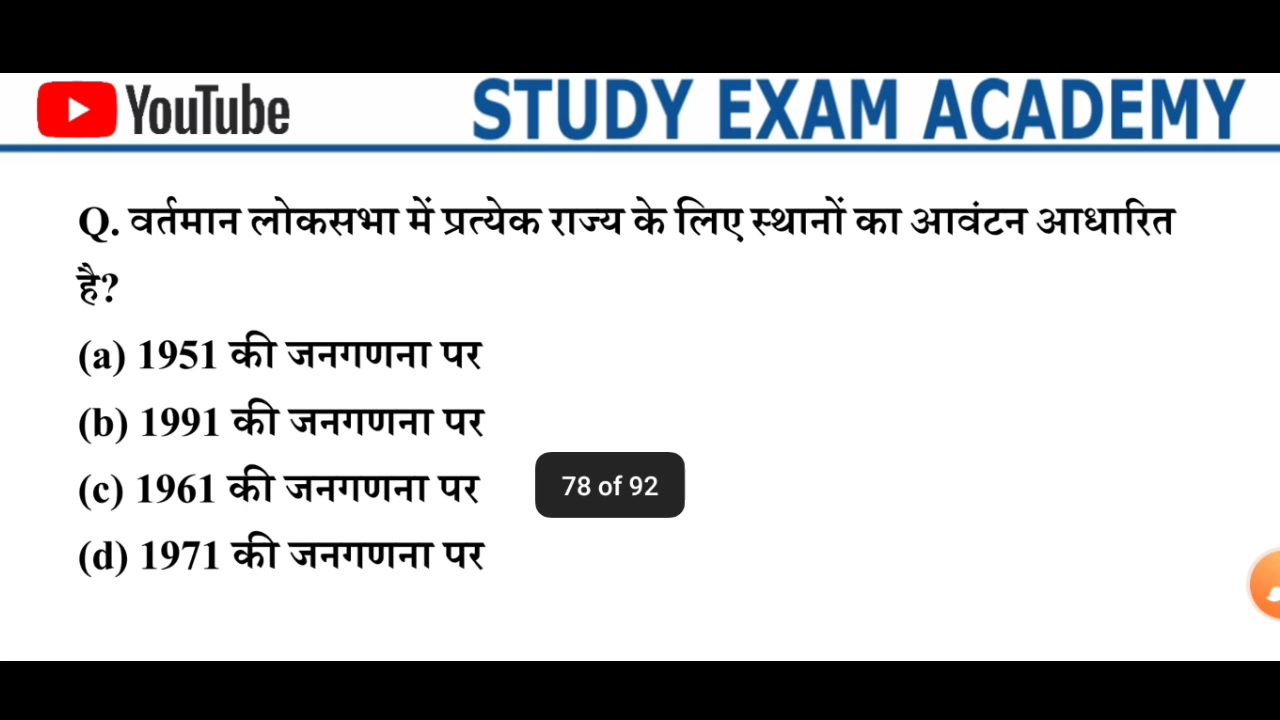 YouTube STUDY EXAM ACADEMY
Q. वर्तमान लोकसभा में प्रत्येक राज्य के लिए स्थानों का आवंटन आधारित
है?
(a) 1951 की जनगणना पर
(b) 1991 की जनगणना पर
(c) 1961 की जनगणना पर
78 of 92
(d) 1971 की जनगणना पर